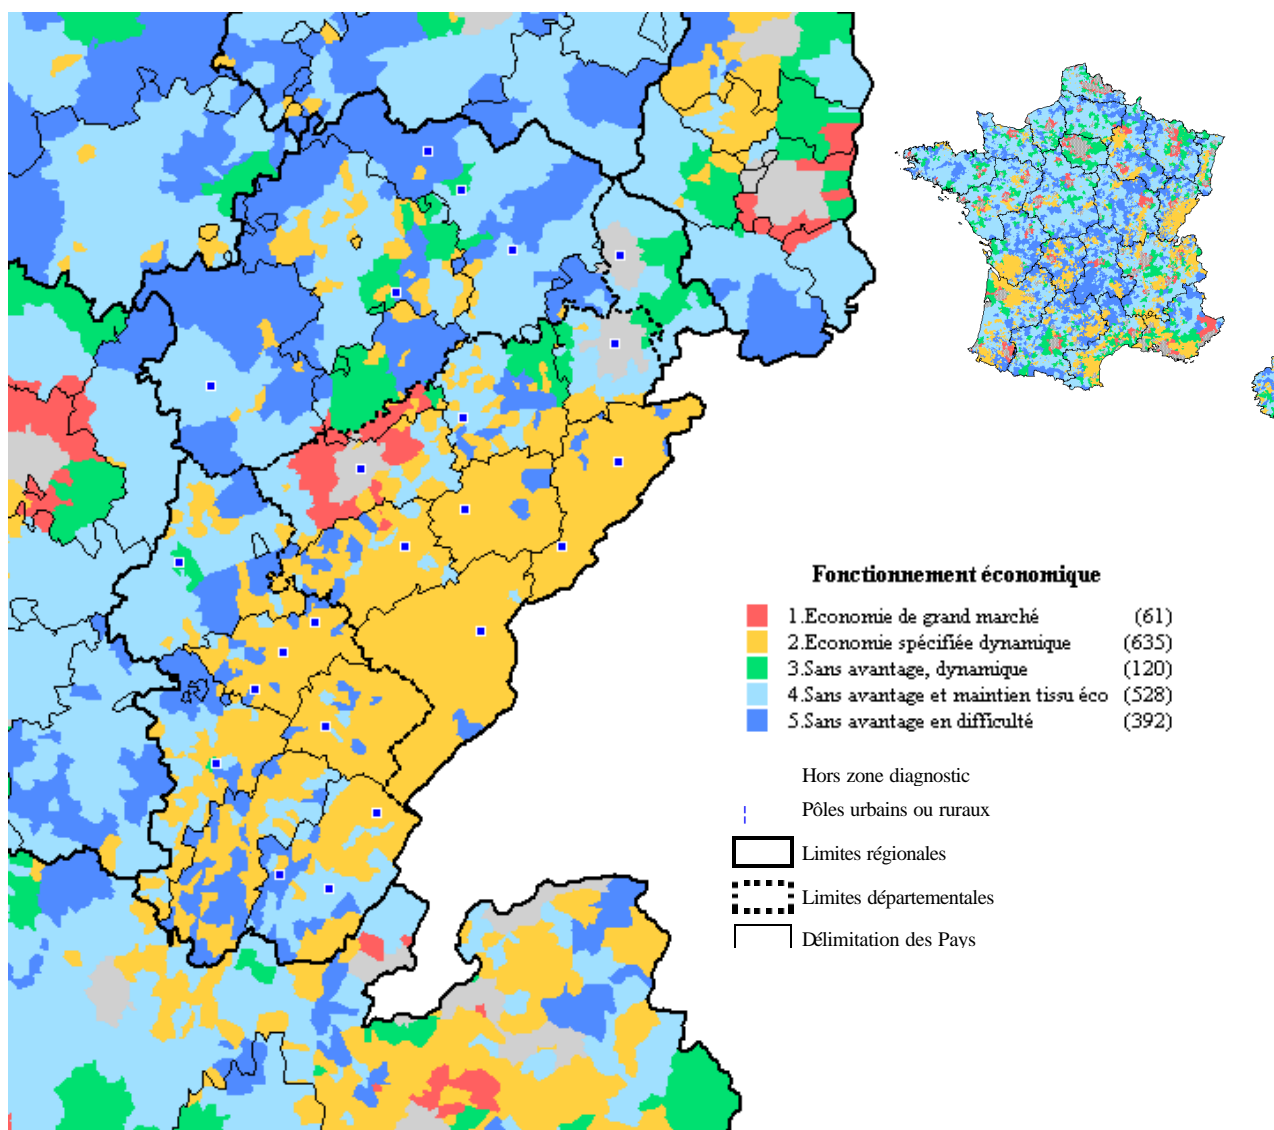 Fonctionnement économique
1.Economie de grand marché (61)
2.Economie spécifiée dynamique (635)
3.Sans avantage, dynamique (120)
4.Sans avantage et maintien tissu éco (528)
5.Sans avantage en difficulté (392)
Hors zone diagnostic
Pôles urbains ou ruraux
Limites régionales
Limites départementales
Délimitation des Pays